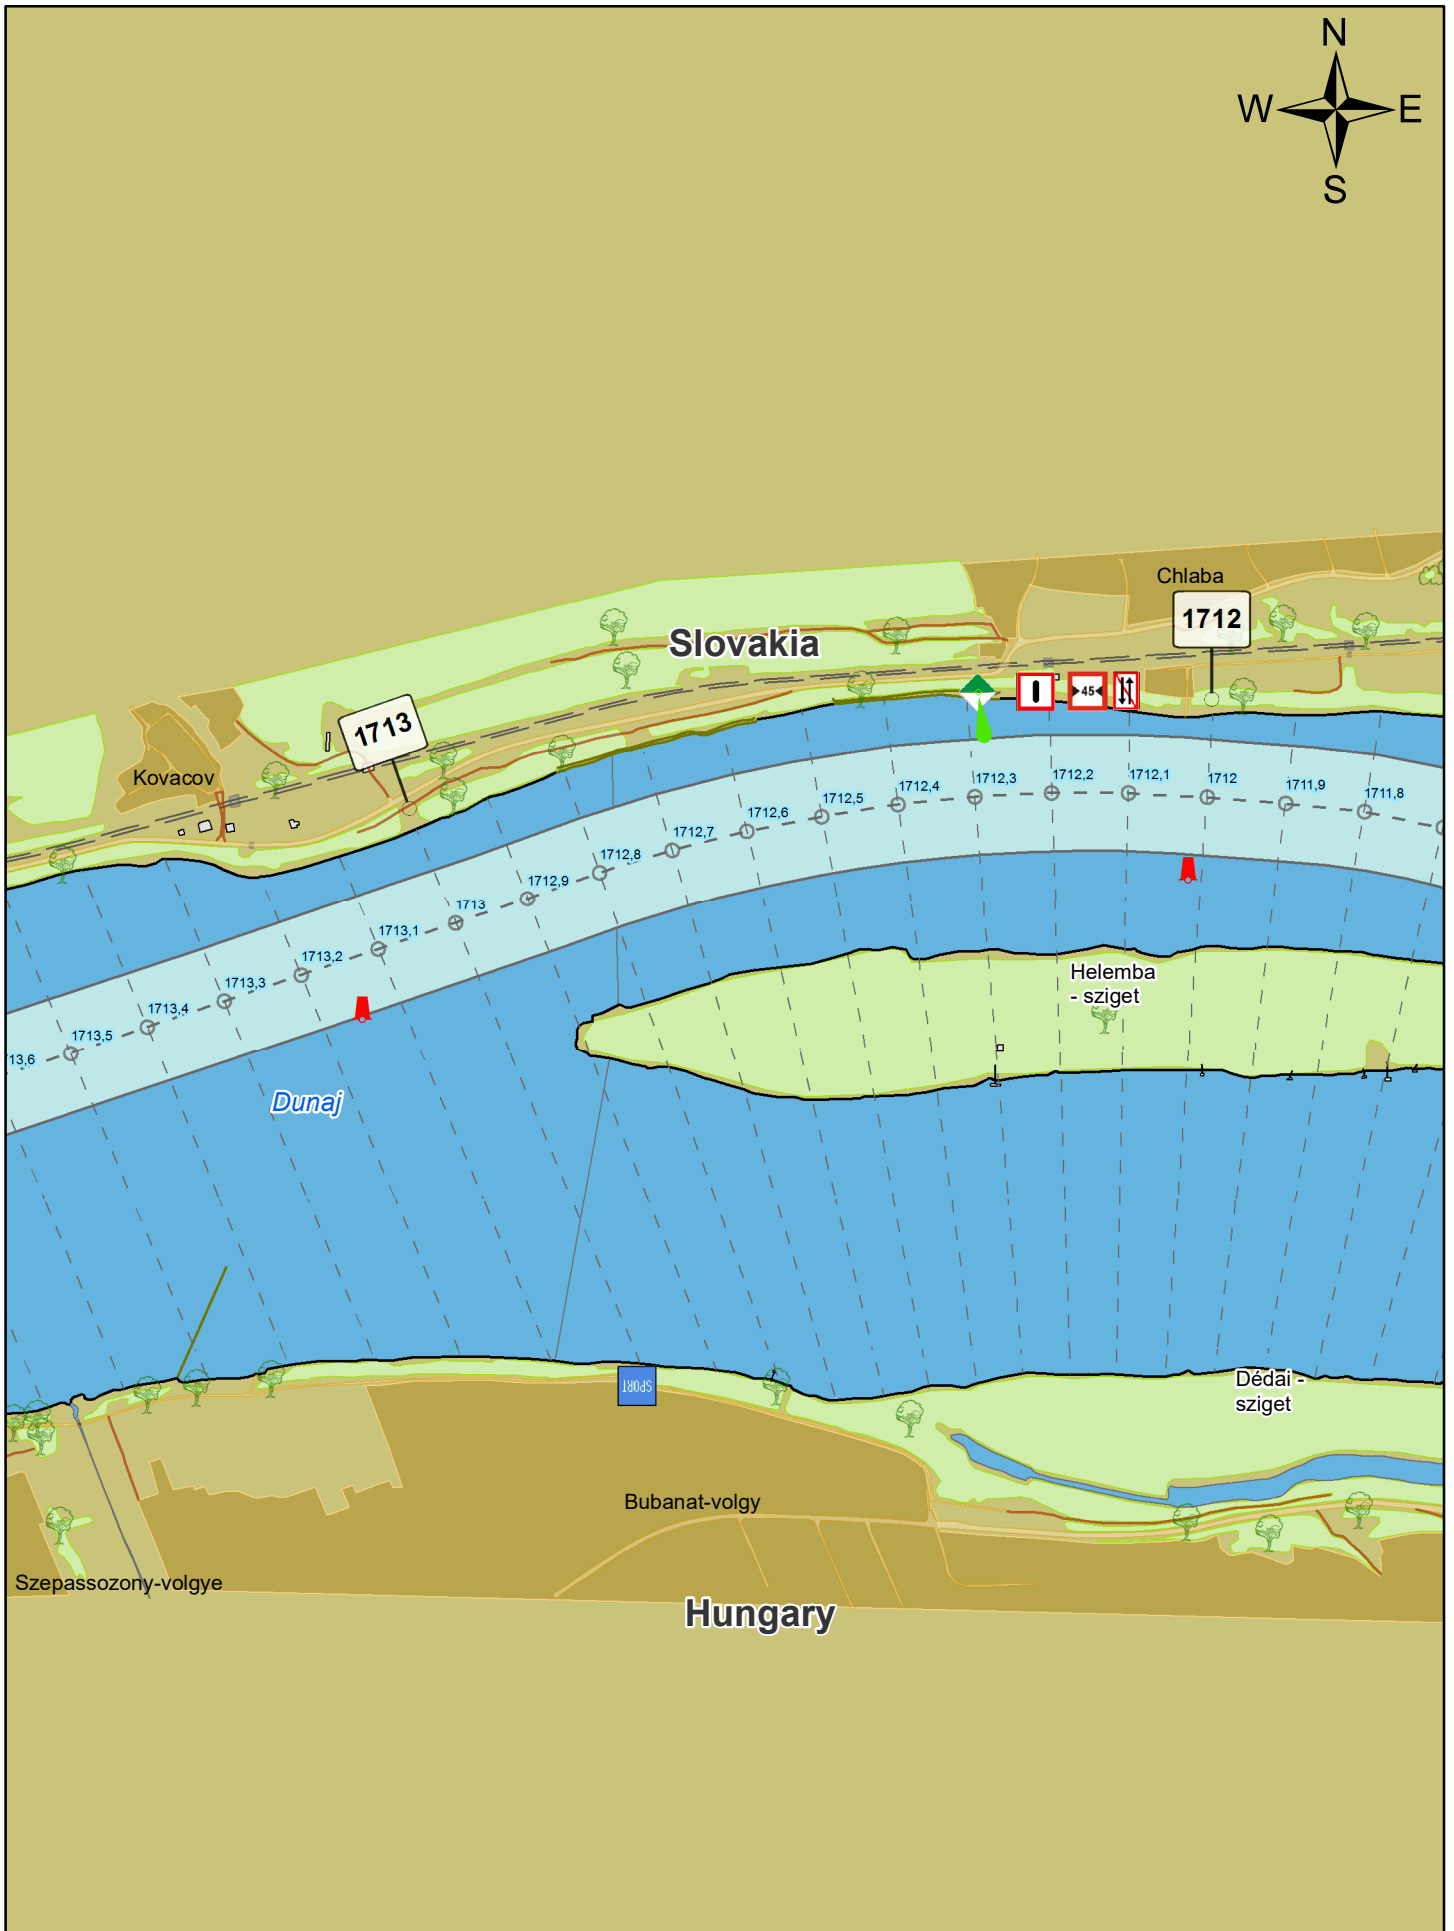 N
W E
S
Chlaba
1712
Slovakia
1713
45
Kovacov
1712,4
1712,3
1712,2
1712,1
1712
1711,9
1711,8
1712,5
1712,6
1712,7
1712,8
1712,9
1713
1713,1
1713,2
1713,3
1713,4
1713,5
13,6
Helemba
- sziget
Dunaj
SPORT
Dédai -
sziget
Bubanat-volgy
Szepassozony-volgye
Hungary